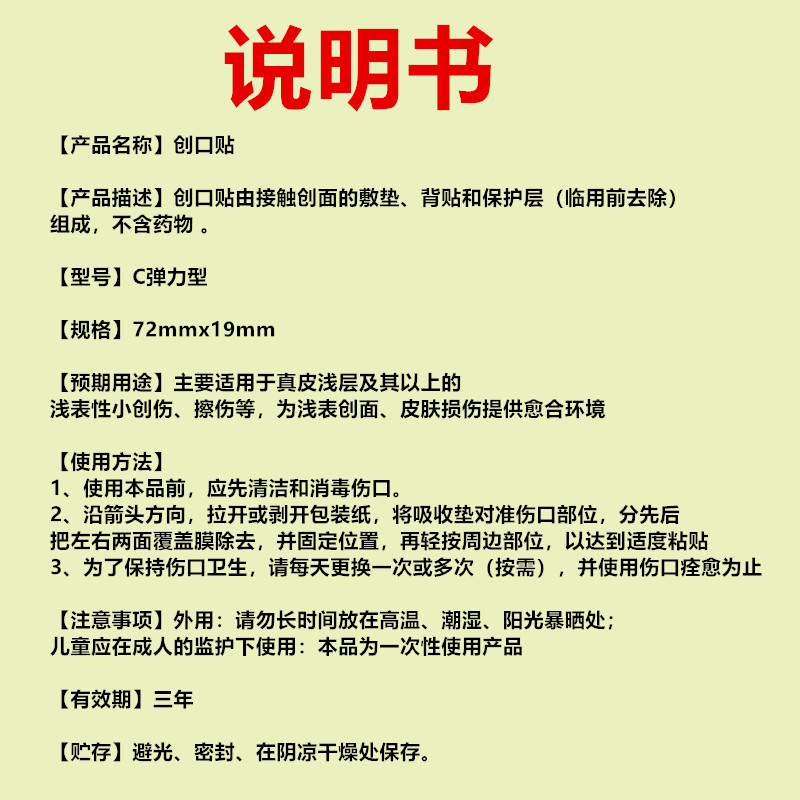 说明书
【产品名称】创口贴
【产品描述】创口贴由接触创面的敷垫、背贴和保护层（临用前去除）
组成，不含药物 。
【型号】C弹力型
【规格】72mmx19mm
【预期用途】主要适用于真皮浅层及其以上的
浅表性小创伤、擦伤等，为浅表创面、皮肤损伤提供愈合环境
【使用方法】
1、使用本品前，应先清洁和消毒伤口。
2、沿箭头方向，拉开或剥开包装纸，将吸收垫对准伤口部位，分先后
把左右两面覆盖膜除去，并固定位置，再轻按周边部位，以达到适度粘贴
3、为了保持伤口卫生，请每天更换一次或多次（按需）, 并使用伤口痊愈为止
【注意事项】外用：请勿长时间放在高温、潮湿、阳光暴晒处；
儿童应在成人的监护下使用：本品为一次性使用产品
【有效期】三年
【贮存】避光、密封、在阴凉干燥处保存。